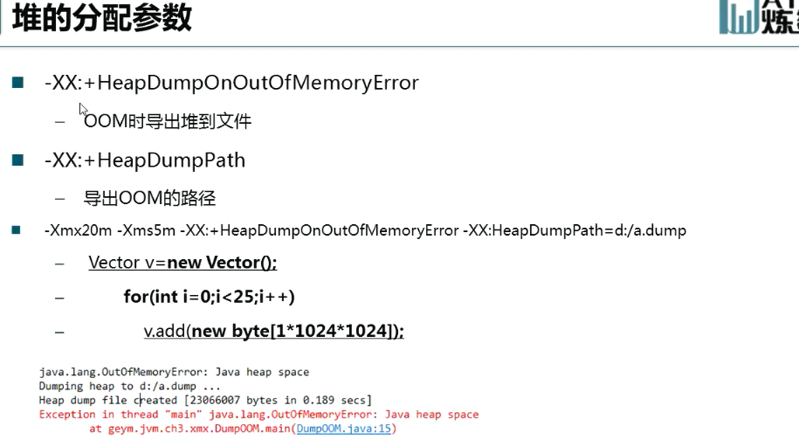 堆的分配参数
-XX:+HeapDumpOnOutOfMemoryError
– OOM时导出堆到文件
-XX:+HeapDumpPath
– 导出OOM的路径
-Xmx20m -Xms5m -XX:+HeapDumpOnOutOfMemoryError -XX:HeapDumpPath=d:/a.dump
– Vector v=new Vector();
– for(int i=0;i<25;i++)
– v.add(new byte[1*1024*1024]);
java.lang.OutOfMemoryError: Java heap space
Dumping heap to d:/a.dump ...
Heap dump file created [23066007 bytes in 0.189 secs]
Exception in thread "main" java.lang.OutOfMemoryError: Java heap space
at geym.jvm.ch3.xmx.DumpOOM.main(DumpOOM.java:15)